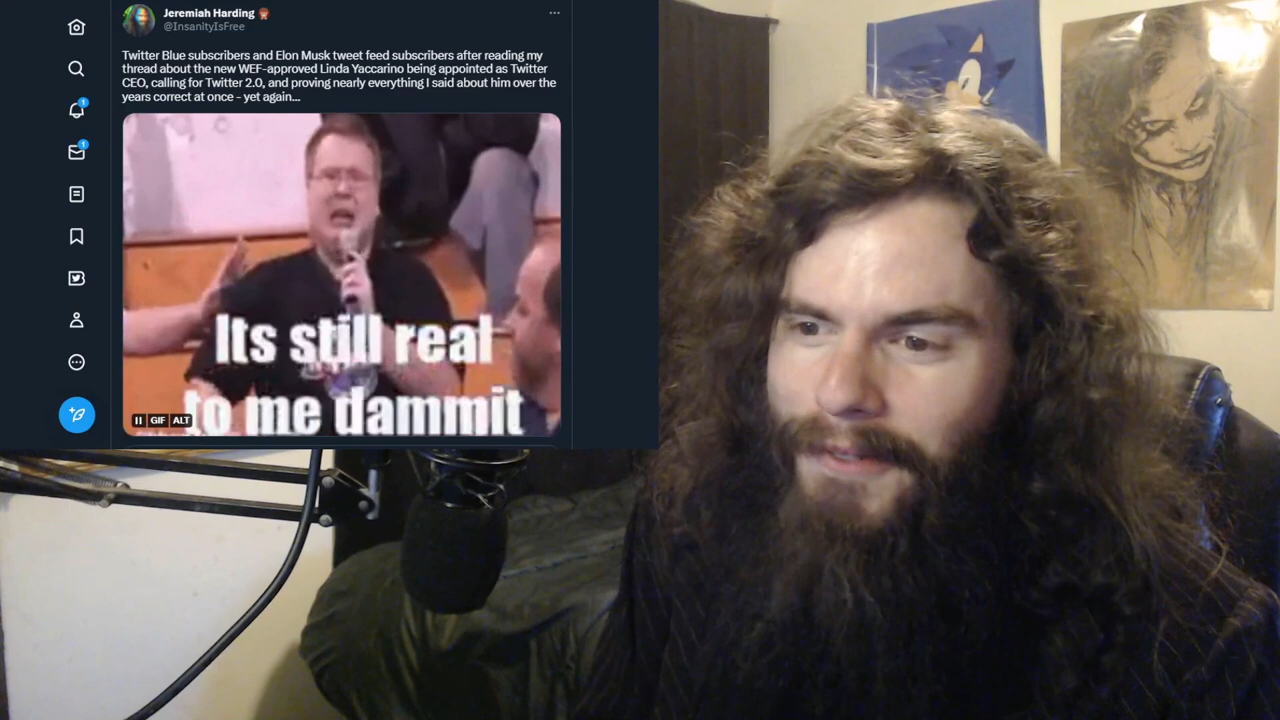 Jeremiah Harding
@InsanityIsFree
Twitter Blue subscribers and Elon Musk tweet feed subscribers after reading my
thread about the new WEF-approved Linda Yaccarino being appointed as Twitter
CEO, calling for Twitter 2.0, and proving nearly everything I said about him over the
years correct at once - yet again...
1
1
Its still real
to me dammit
GIF ALT